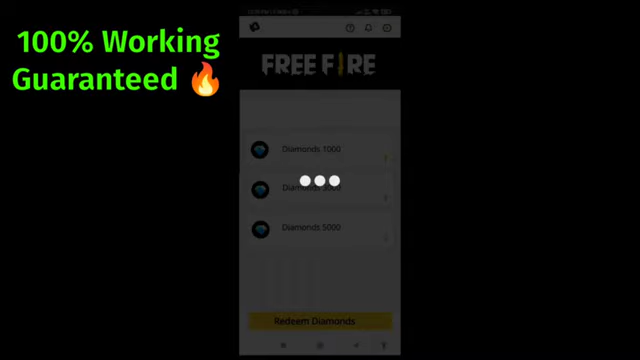 100% Working
Guaranteed 🔥
FREE FIRE
Diamonds 1000
Diamonds 5000
Redeem Diamonds